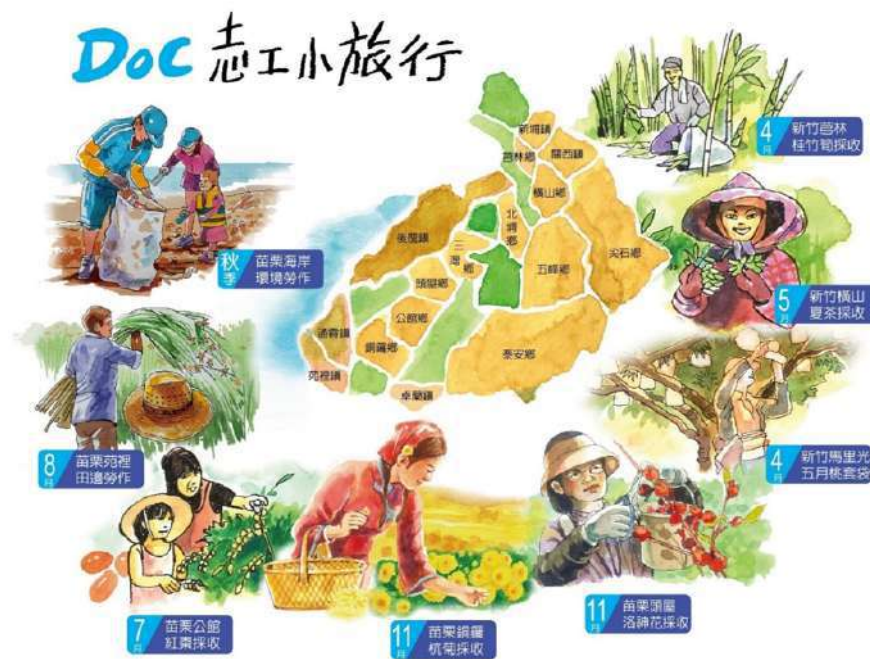 DOC 志工小旅行
秋季
苗栗海岸
環境勞作
8月
苗栗苑裡
田邊勞作
7月
苗栗公館
紅棗採收
11月
苗栗銅鑼
杭菊採收
11月
苗栗頭屋
洛神花採收
4月
新竹芎林
桂竹筍採收
5月
新竹橫山
夏茶採收
4月
新竹馬里光
五月桃套袋
新埔鎮
芎林鄉
關西鎮
橫山鄉
北埔鄉
尖石鄉
五峰鄉
後龍鎮
三灣鄉
頭屋鄉
公館鄉
通霄鎮
銅鑼鄉
苑裡鎮
卓蘭鎮
泰安鄉